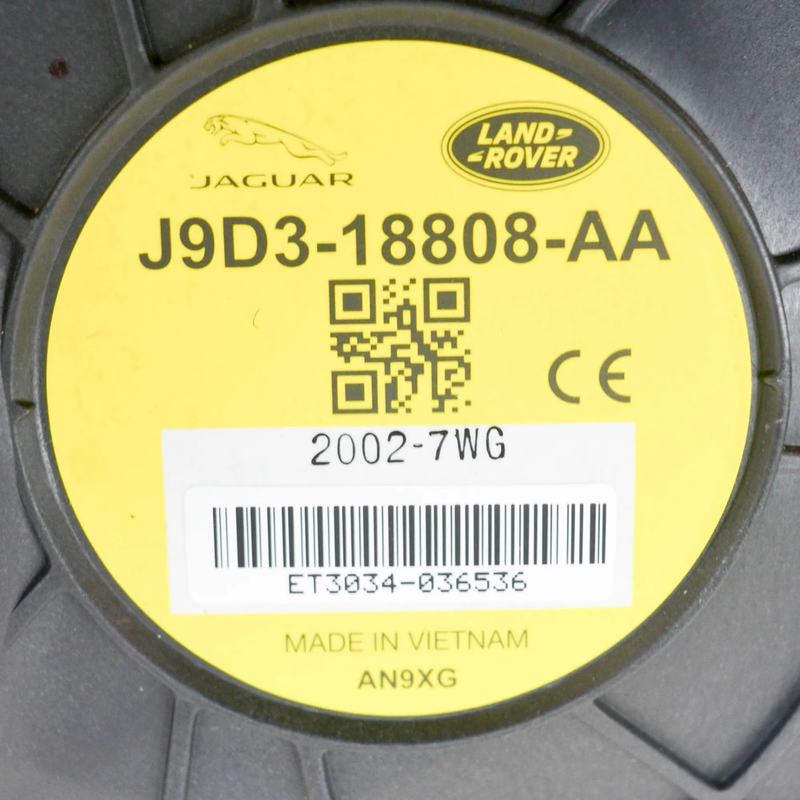 JAGUAR
LAND-
-ROVER
J9D3-18808-AA
CE
2002-7WG
ET3034-036536
MADE IN VIETNAM
AN9XG